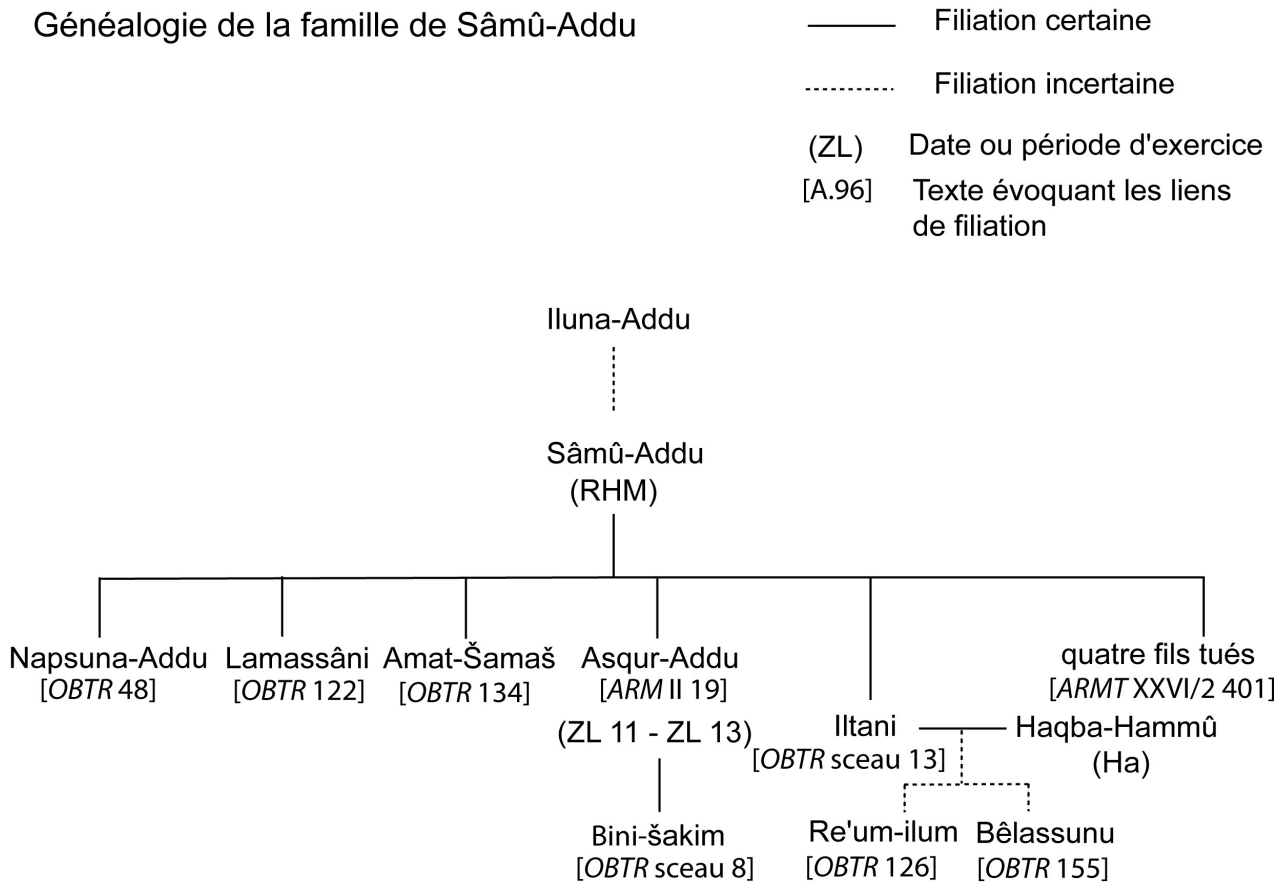 Généalogie de la famille de Sâmû-Addu
Filiation certaine
Filiation incertaine
(ZL) Date ou période d'exercice
[A.96] Texte évoquant les liens
de filiation
Iluna-Addu
Sâmû-Addu
(RHM)
Napsuna-Addu Lamassâni Amat-Šamaš Asqur-Addu quatre fils tués
[OBTR 48] [OBTR 122] [OBTR 134] [ARM II 19] [ARMT XXVI/2 401]
(ZL 11 - ZL 13) Iltani Haqba-Hammû
[OBTR sceau 13] (Ha)
Bini-šakim Re'um-ilum Bêlassunu
[OBTR sceau 8] [OBTR 126] [OBTR 155]